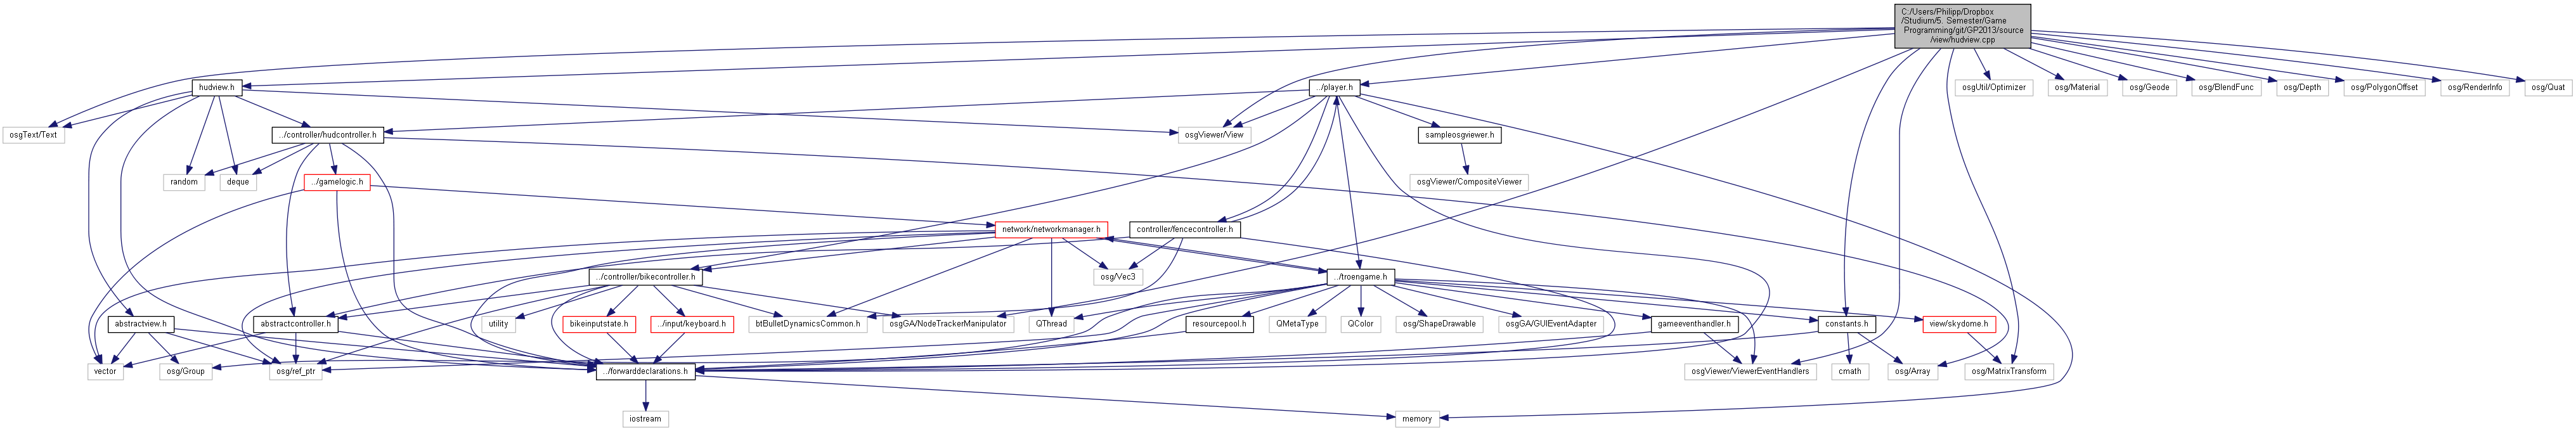 C:/Users/Philipp/Dropbox
/Studium/5. Semester/Game
Programming/git/GP2013/source
/view/hudview.cpp
hudview.h
../player.h
osgUtil/Optimizer
osg/Material
osg/Geode
osg/BlendFunc
osg/Depth
osg/PolygonOffset
osg/RenderInfo
osg/Quat
osgText/Text
../controller/hudcontroller.h
osgViewer/View
sampleosgviewer.h
random
deque
../gamelogic.h
osgViewer/CompositeViewer
network/networkmanager.h
controller/fencecontroller.h
../controller/bikecontroller.h
osg/Vec3
../troengame.h
abstractview.h
abstractcontroller.h
utility
bikeinputstate.h
../input/keyboard.h
btBulletDynamicsCommon.h
osgGA/NodeTrackerManipulator
QThread
resourcepool.h
QMetaType
QColor
osg/ShapeDrawable
osgGA/GUIEventAdapter
gameeventhandler.h
constants.h
view/skydome.h
vector
osg/Group
osg/ref_ptr
../forwarddeclarations.h
osgViewer/ViewerEventHandlers
cmath
osg/Array
osg/MatrixTransform
iostream
memory